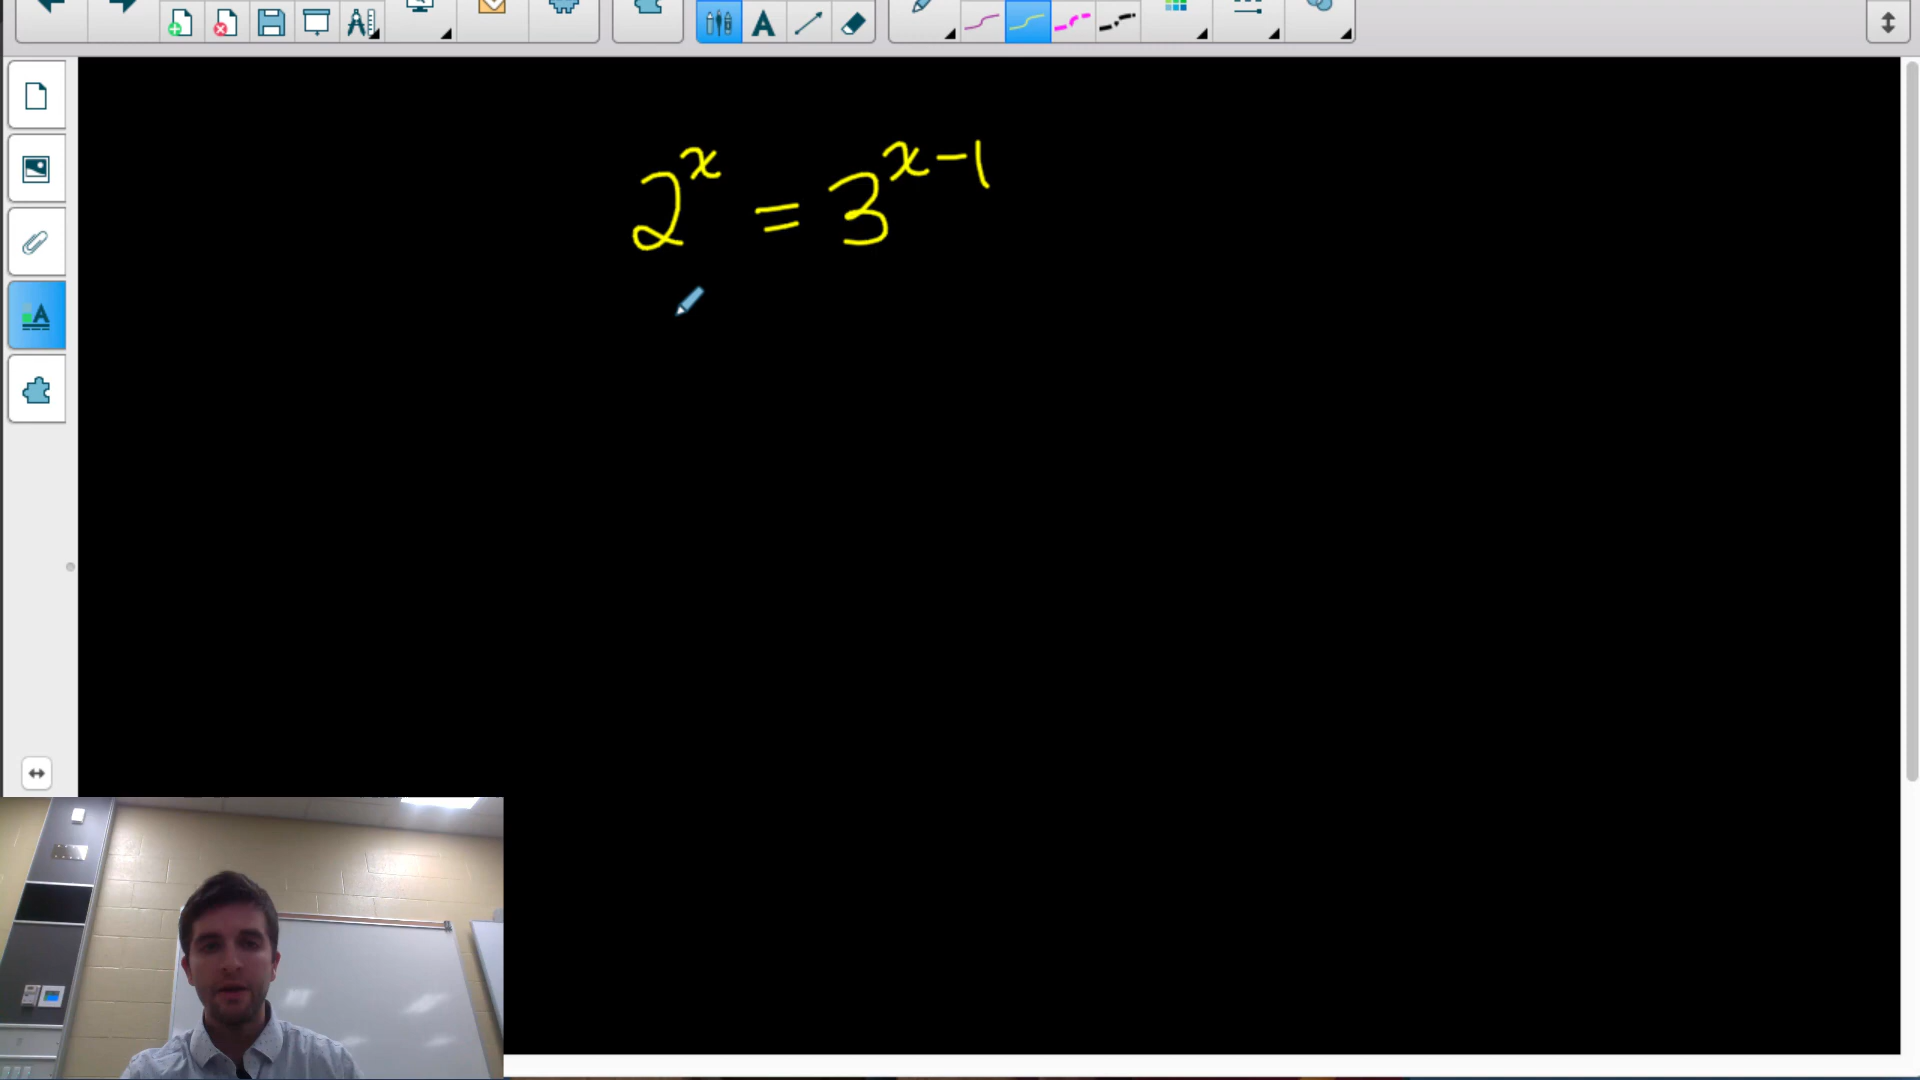 2^x = 3^{x-1}